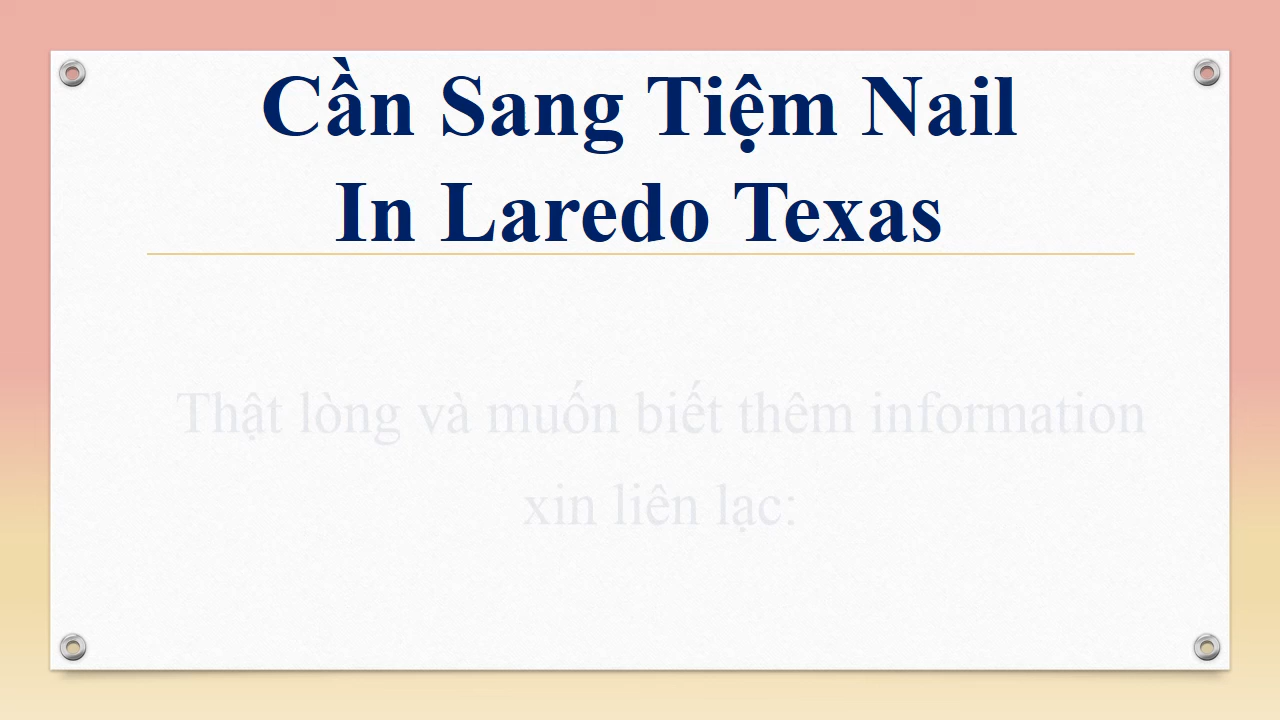 Cần Sang Tiệm Nail
In Laredo Texas
Thật lòng và muốn biết thêm information
xin liên lạc: